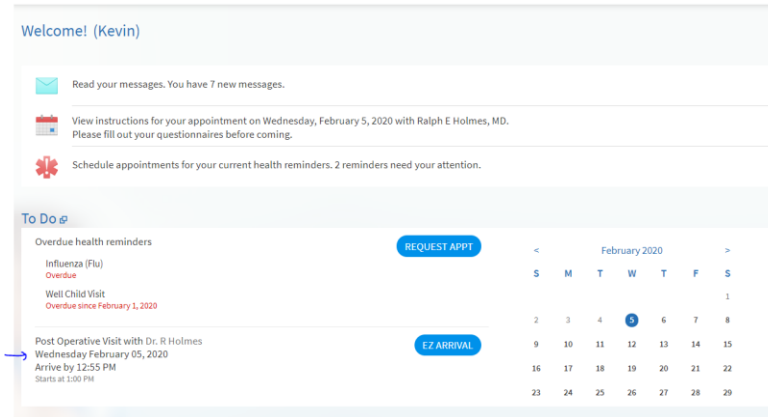 Welcome! (Kevin)
Read your messages. You have 7 new messages.
View instructions for your appointment on Wednesday, February 5, 2020 with Ralph E Holmes, MD.
Please fill out your questionnaires before coming.
Schedule appointments for your current health reminders. 2 reminders need your attention.
To Do
Overdue health reminders
REQUEST APPT
Influenza (Flu)
Overdue
Well Child Visit
Overdue since February 1, 2020
Post Operative Visit with Dr. R Holmes
Wednesday February 05, 2020
Arrive by 12:55 PM
Starts at 1:00 PM
EZ ARRIVAL
< February 2020 >
S M T W T F S
1
2 3 4 5 6 7 8
9 10 11 12 13 14 15
16 17 18 19 20 21 22
23 24 25 26 27 28 29